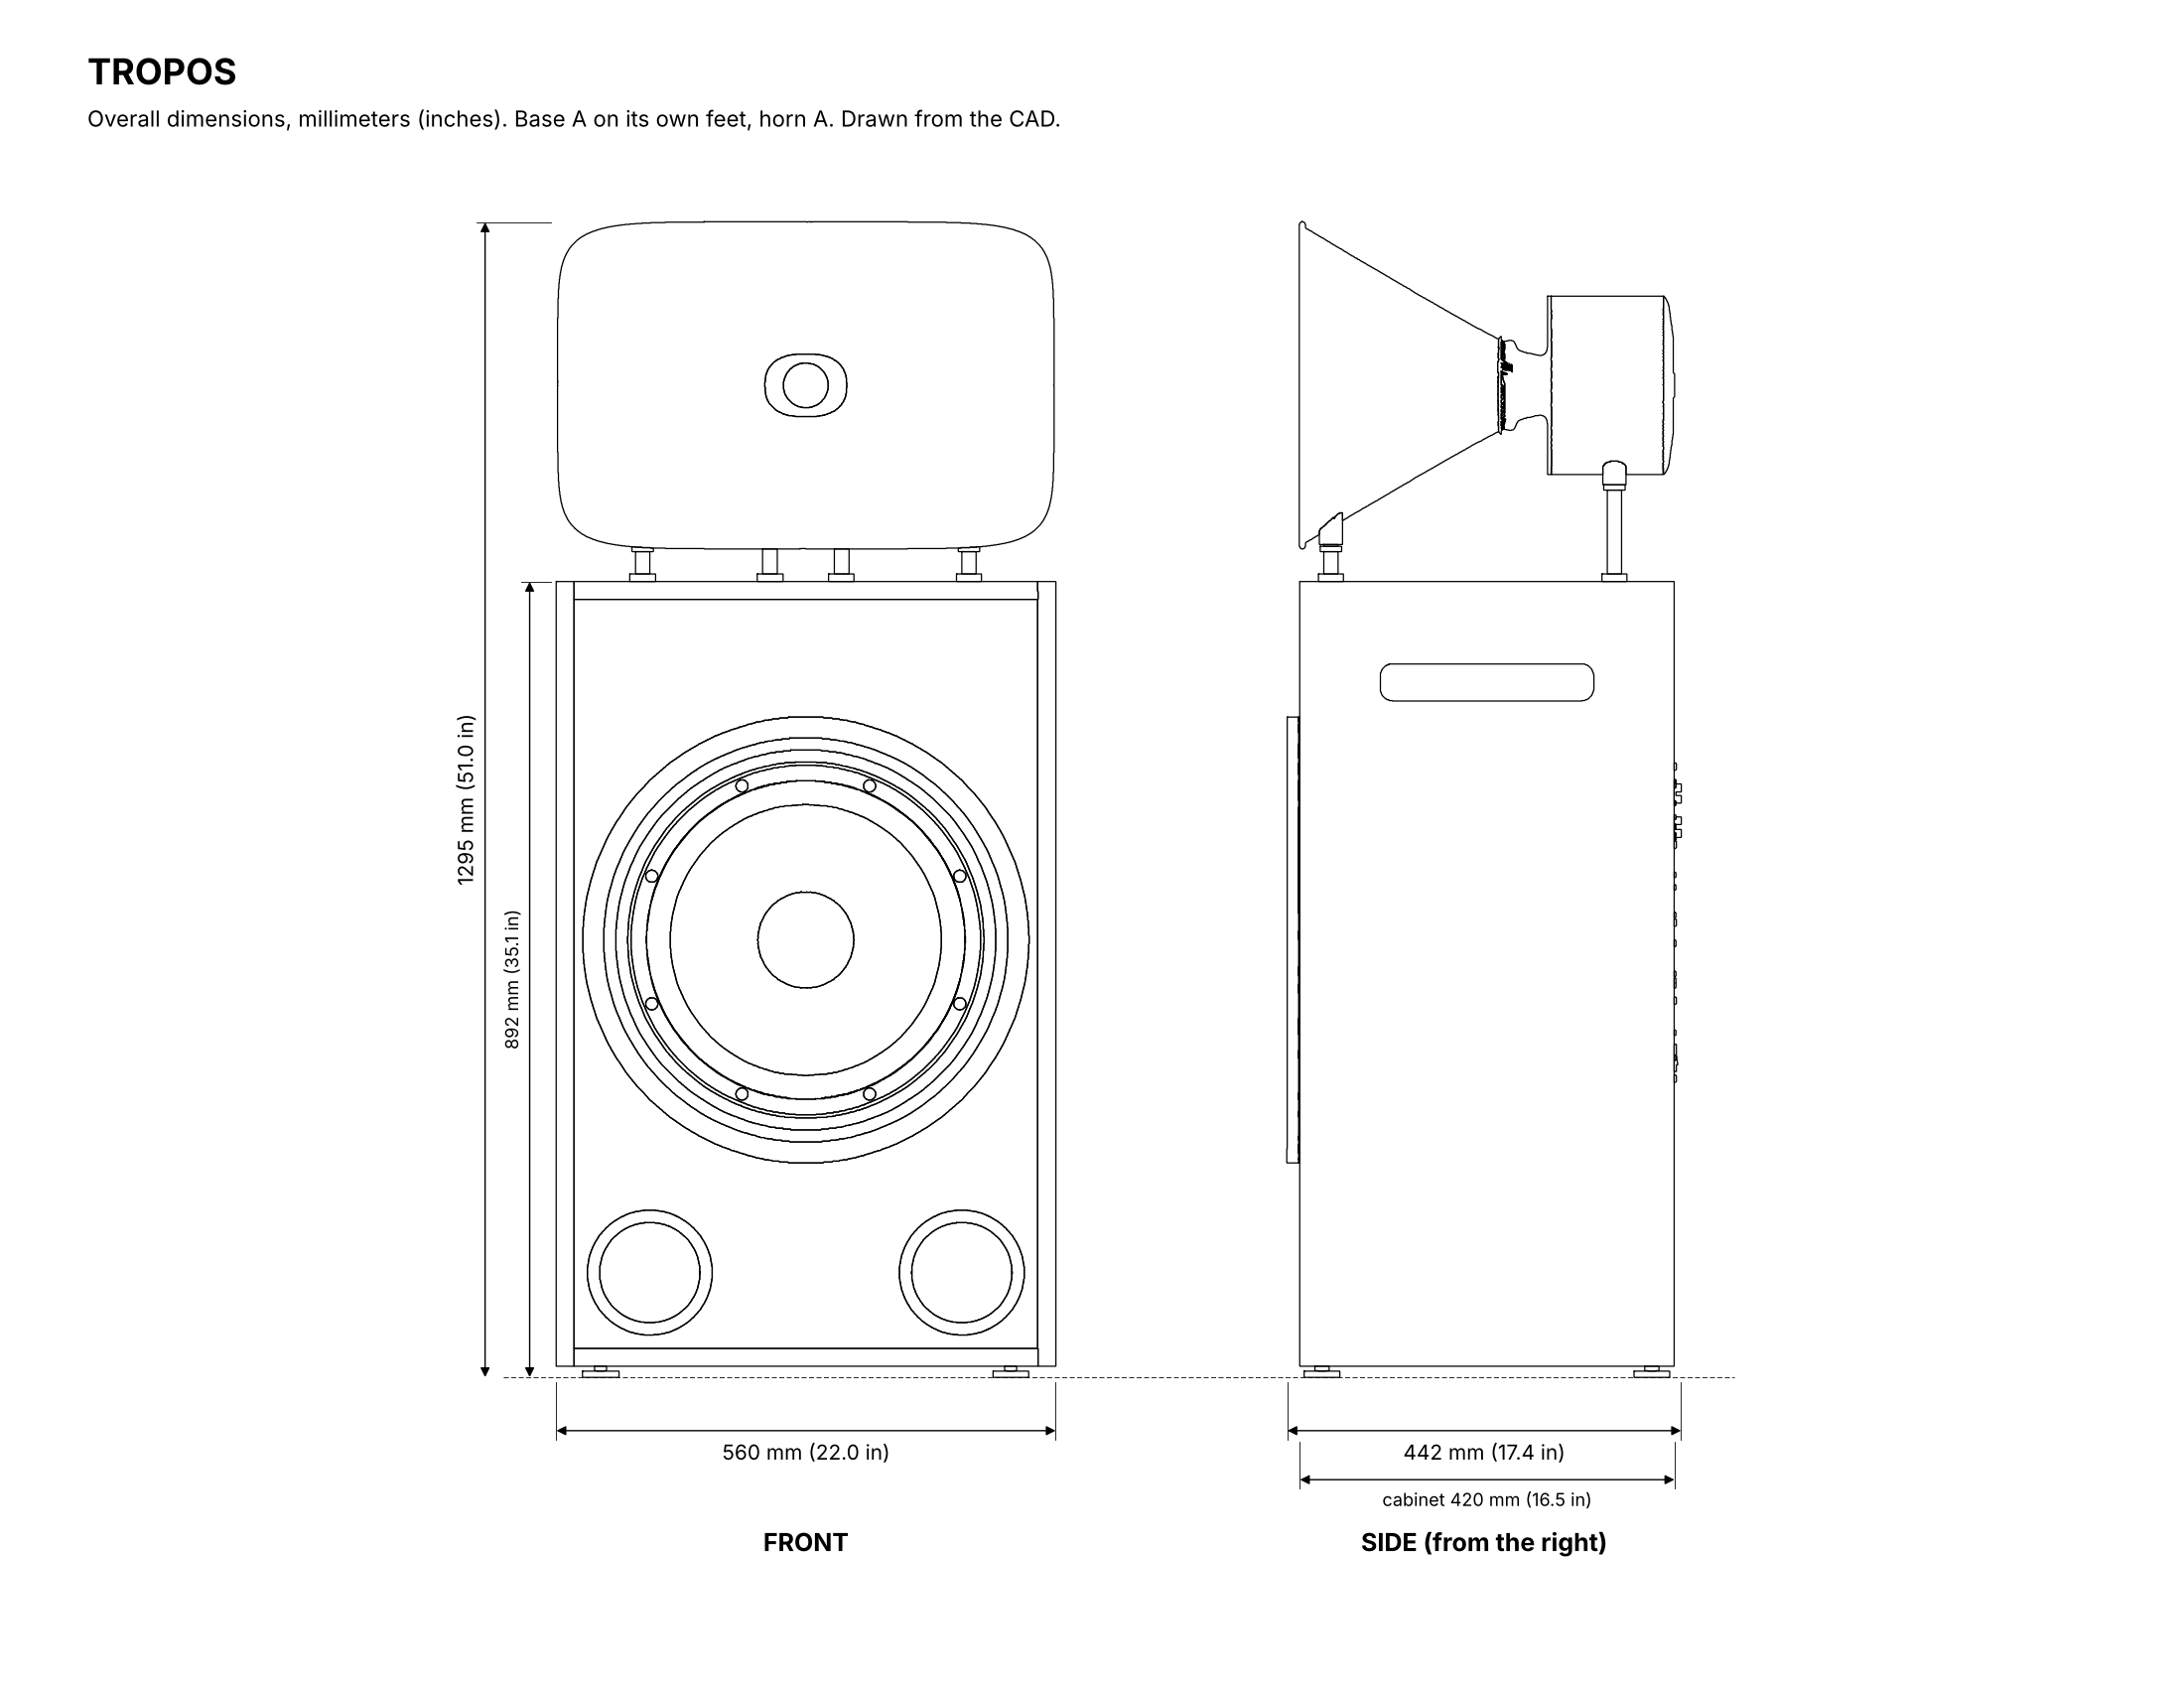 TROPOS
Overall dimensions, millimeters (inches). Base A on its own feet, horn A. Drawn from the CAD.
1295 mm (51.0 in)
892 mm (35.1 in)
560 mm (22.0 in)
442 mm (17.4 in)
cabinet 420 mm (16.5 in)
FRONT
SIDE (from the right)